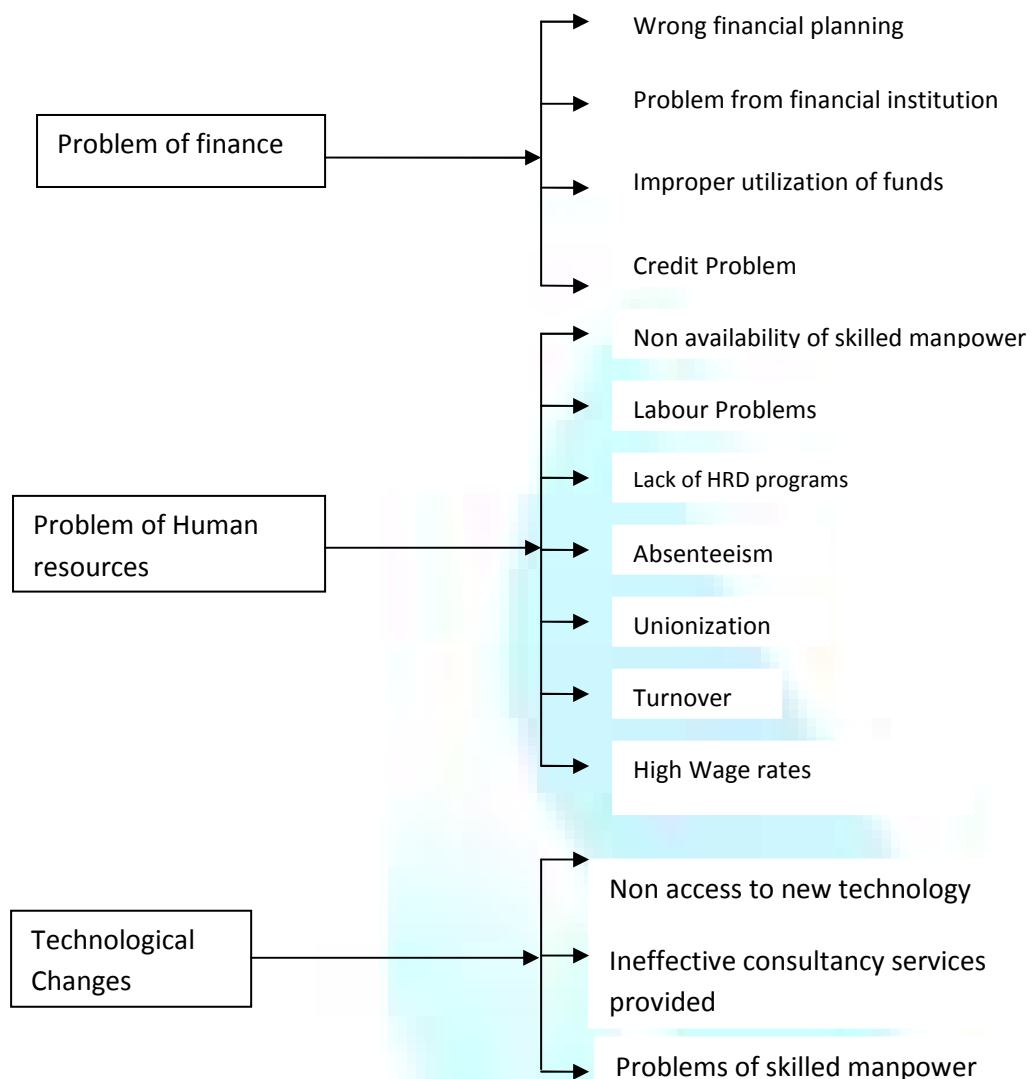 Wrong financial planning
Problem from financial institution
Problem of finance
Improper utilization of funds
Credit Problem
Non availability of skilled manpower
Labour Problems
Lack of HRD programs
Problem of Human
resources
Absenteeism
Unionization
Turnover
High Wage rates
Non access to new technology
Technological
Changes
Ineffective consultancy services
provided
Problems of skilled manpower